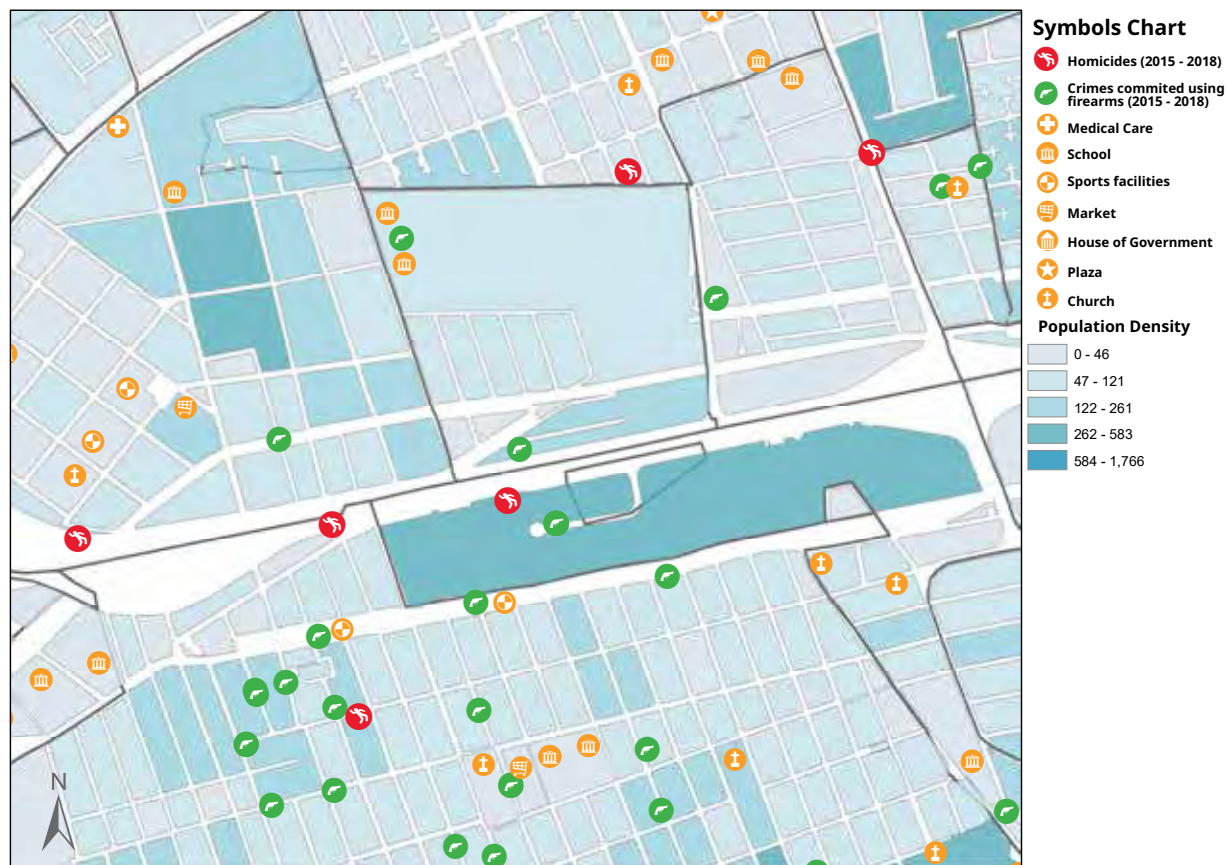 Symbols Chart
Homicides (2015 - 2018)
Crimes commited using
firearms (2015 - 2018)
Medical Care
School
Sports facilities
Market
House of Government
Plaza
Church
Population Density
0 - 46
47 - 121
122 - 261
262 - 583
584 - 1,766
N